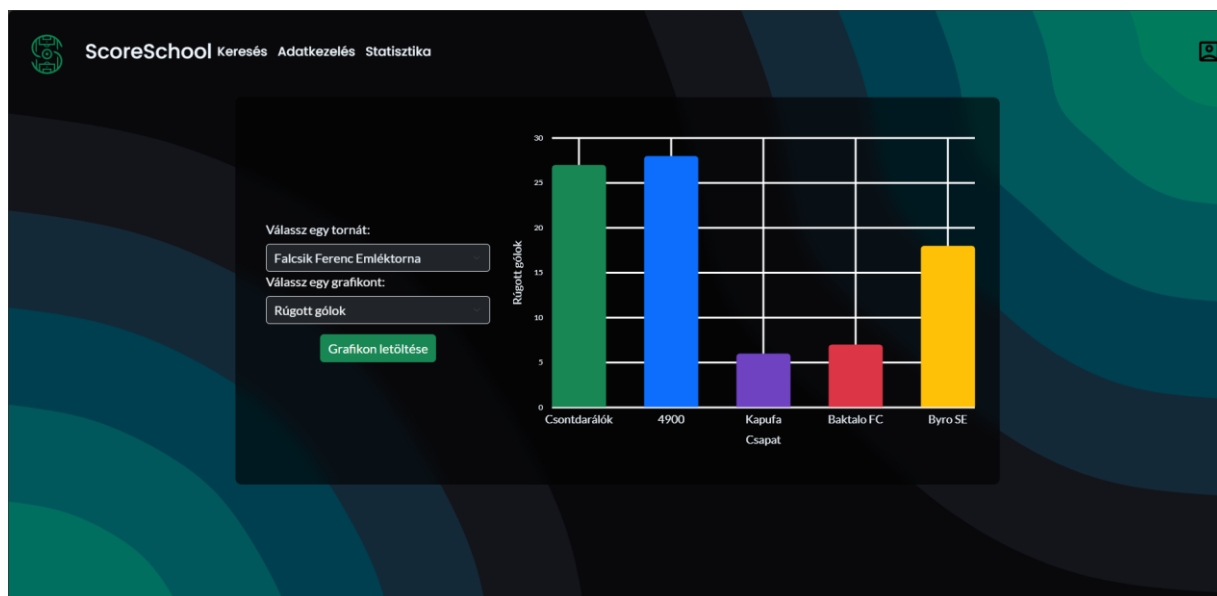 ScoreSchool Keresés Adatkezelés Statisztika
Válassz egy tornát:
Falcsik Ferenc Emléktorna
Válassz egy grafikont:
Rúgott gólok
Grafikon letöltése
Rúgott gólok
30
25
20
15
10
5
0
Csontdarálók 4900 Kapufa Baktalo FC Byro SE
Csapat